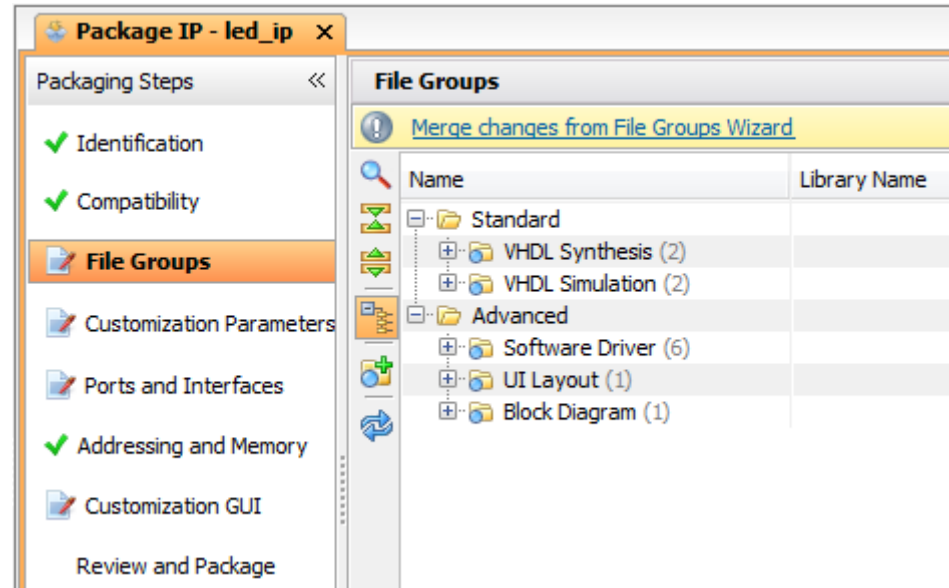 Package IP - led_ip
Packaging Steps
Identification
Compatibility
File Groups
Customization Parameters
Ports and Interfaces
Addressing and Memory
Customization GUI
Review and Package
File Groups
Merge changes from File Groups Wizard
Name Library Name
Standard
VHDL Synthesis (2)
VHDL Simulation (2)
Advanced
Software Driver (6)
UI Layout (1)
Block Diagram (1)